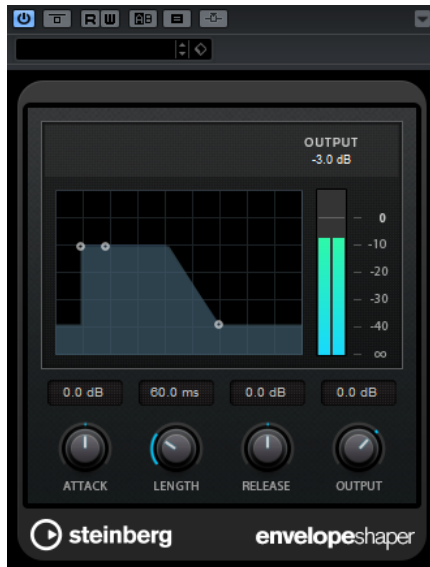 R W A B
OUTPUT
-3.0 dB
0
-10
-20
-30
-40
∞
0.0 dB 60.0 ms 0.0 dB 0.0 dB
ATTACK LENGTH RELEASE OUTPUT
steinberg envelopeshaper